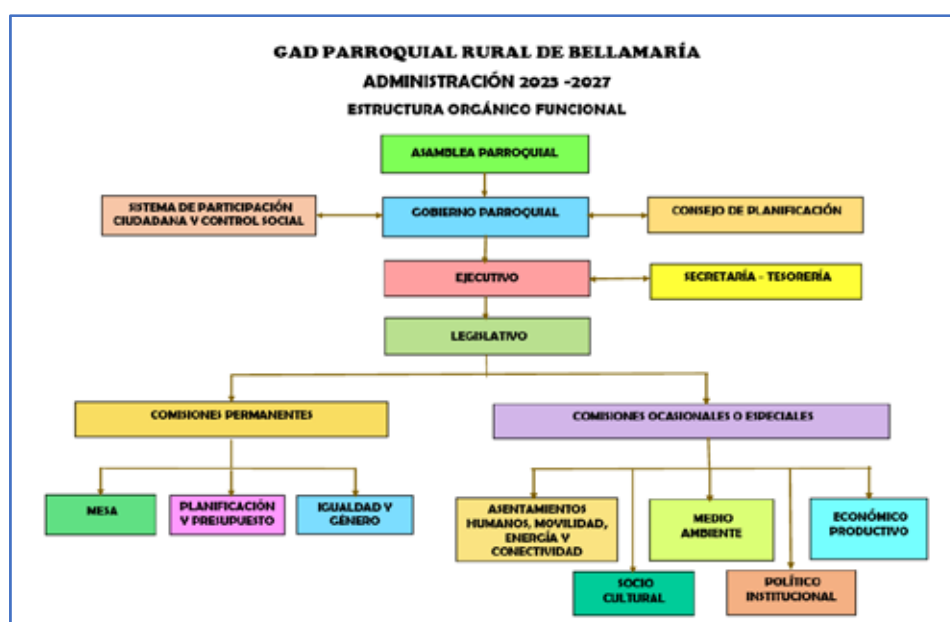 GAD PARROQUIAL RURAL DE BELLAMARÍA
ADMINISTRACIÓN 2023 -2027
ESTRUCTURA ORGÁNICO FUNCIONAL
ASAMBLEA PARROQUIAL
SISTEMA DE PARTICIPACIÓN
CIUDADANA Y CONTROL SOCIAL
GOBIERNO PARROQUIAL
CONSEJO DE PLANIFICACIÓN
EJECUTIVO
SECRETARÍA - TESORERÍA
LEGISLATIVO
COMISIONES PERMANENTES
COMISIONES OCASIONALES O ESPECIALES
MESA
PLANIFICACIÓN
Y PRESUPUESTO
IGUALDAD Y
GÉNERO
ASENTAMIENTOS
HUMANOS, MOVILIDAD,
ENERGÍA Y
CONECTIVIDAD
MEDIO
AMBIENTE
ECONÓMICO
PRODUCTIVO
SOCIO
CULTURAL
POLÍTICO
INSTITUCIONAL